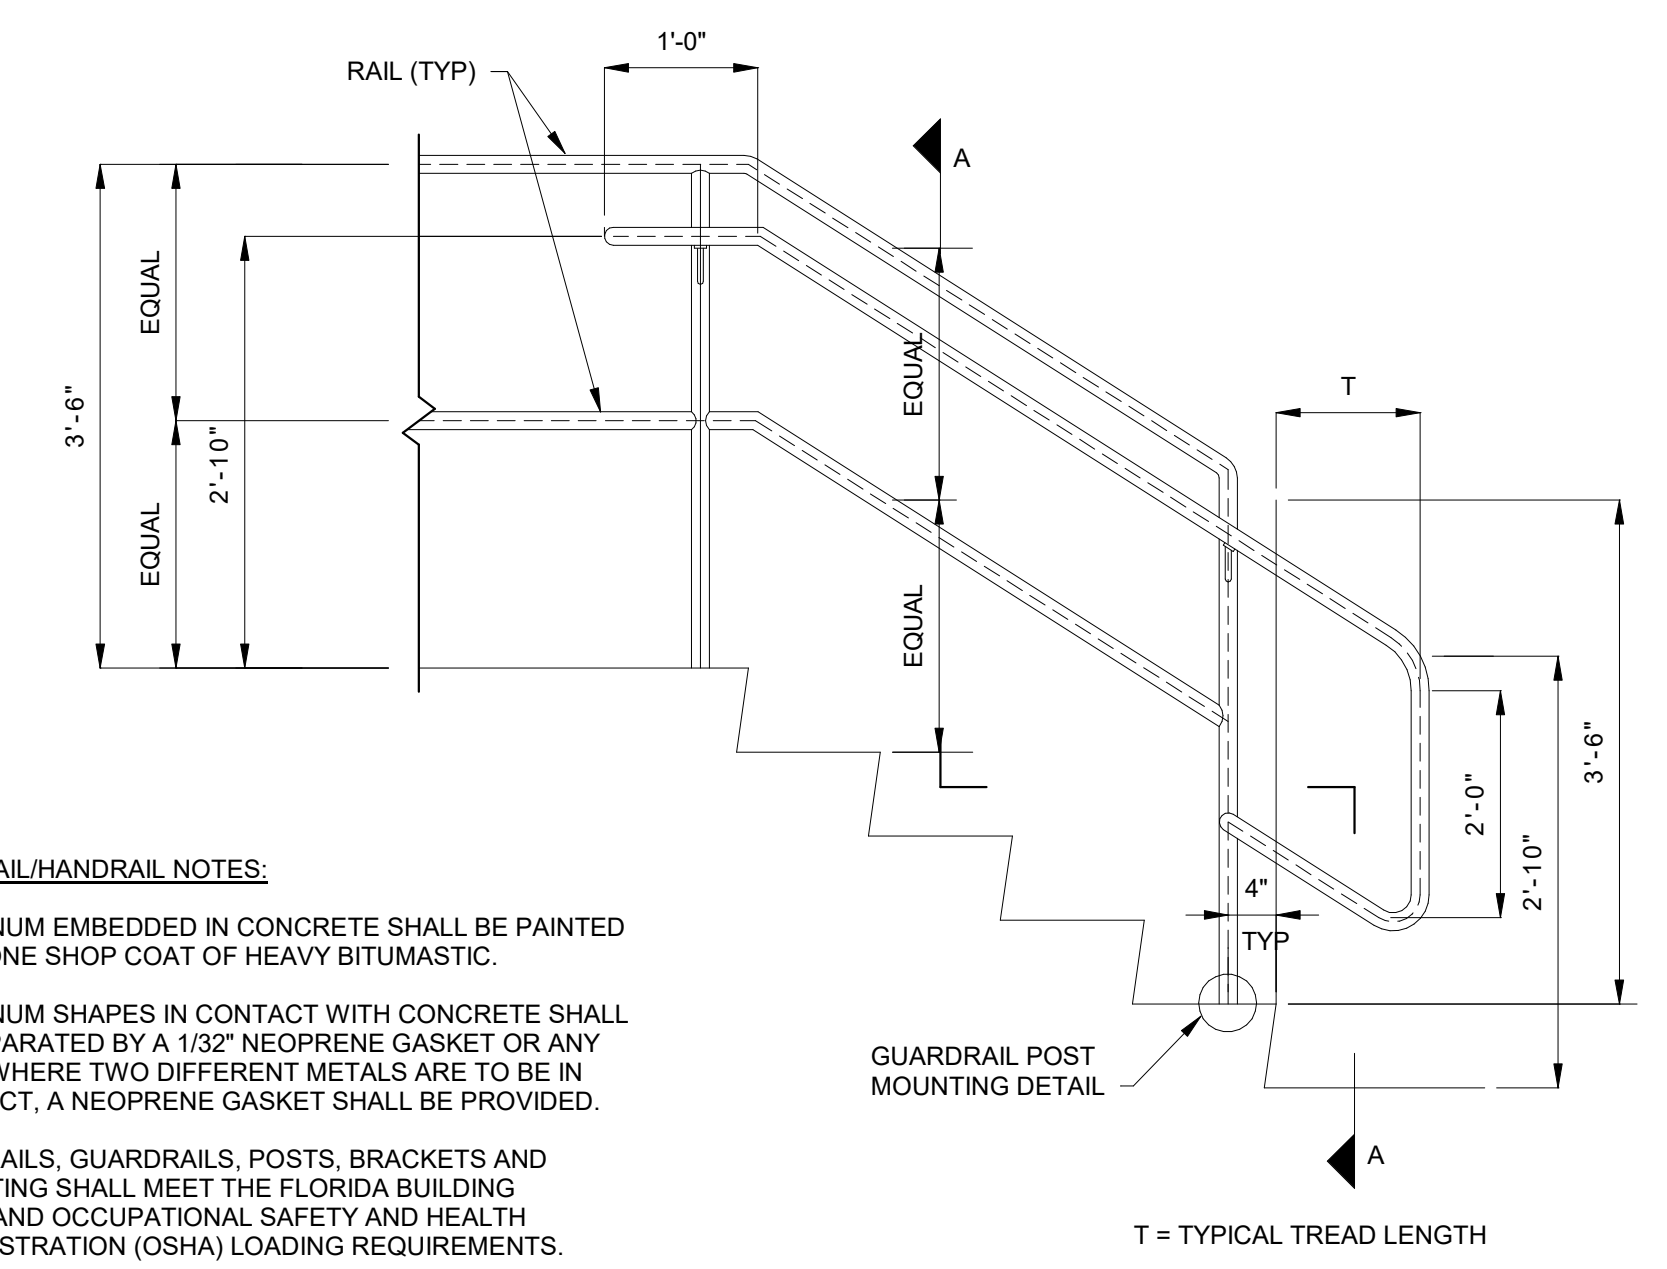 1'-0"
RAIL (TYP)
A
EQUAL
3'-6"
2'-10"
EQUAL
EQUAL
EQUAL
T
3'-6"
2'-0"
2'-10"
4"
TYP
AIL/HANDRAIL NOTES:
NUM EMBEDDED IN CONCRETE SHALL BE PAINTED
ONE SHOP COAT OF HEAVY BITUMASTIC.
NUM SHAPES IN CONTACT WITH CONCRETE SHALL
PARATED BY A 1/32" NEOPRENE GASKET OR ANY
WHERE TWO DIFFERENT METALS ARE TO BE IN
CT, A NEOPRENE GASKET SHALL BE PROVIDED.
AILS, GUARDRAILS, POSTS, BRACKETS AND
TING SHALL MEET THE FLORIDA BUILDING
AND OCCUPATIONAL SAFETY AND HEALTH
STRATION (OSHA) LOADING REQUIREMENTS.
GUARDRAIL POST
MOUNTING DETAIL
A
T = TYPICAL TREAD LENGTH